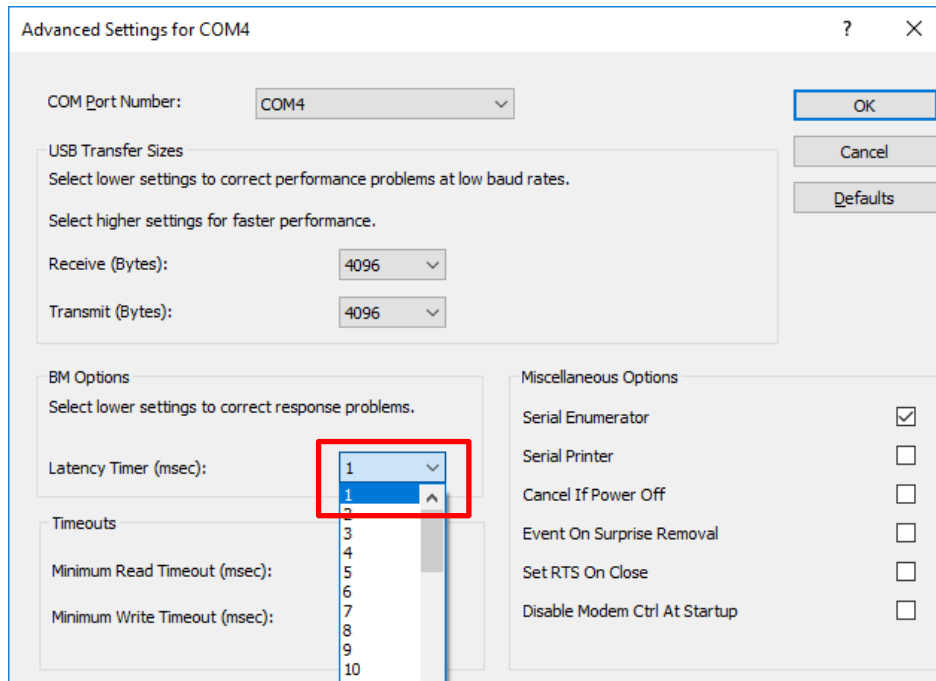 Advanced Settings for COM4 ?
COM Port Number: COM4 OK
USB Transfer Sizes Cancel
Select lower settings to correct performance problems at low baud rates.
Defaults
Select higher settings for faster performance.
Receive (Bytes): 4096
Transmit (Bytes): 4096
BM Options
Select lower settings to correct response problems.
Latency Timer (msec): 1
1
2
3
4
5
6
7
8
9
10
Timeouts
Minimum Read Timeout (msec):
Minimum Write Timeout (msec):
Miscellaneous Options
Serial Enumerator
Serial Printer
Cancel If Power Off
Event On Surprise Removal
Set RTS On Close
Disable Modem Ctrl At Startup